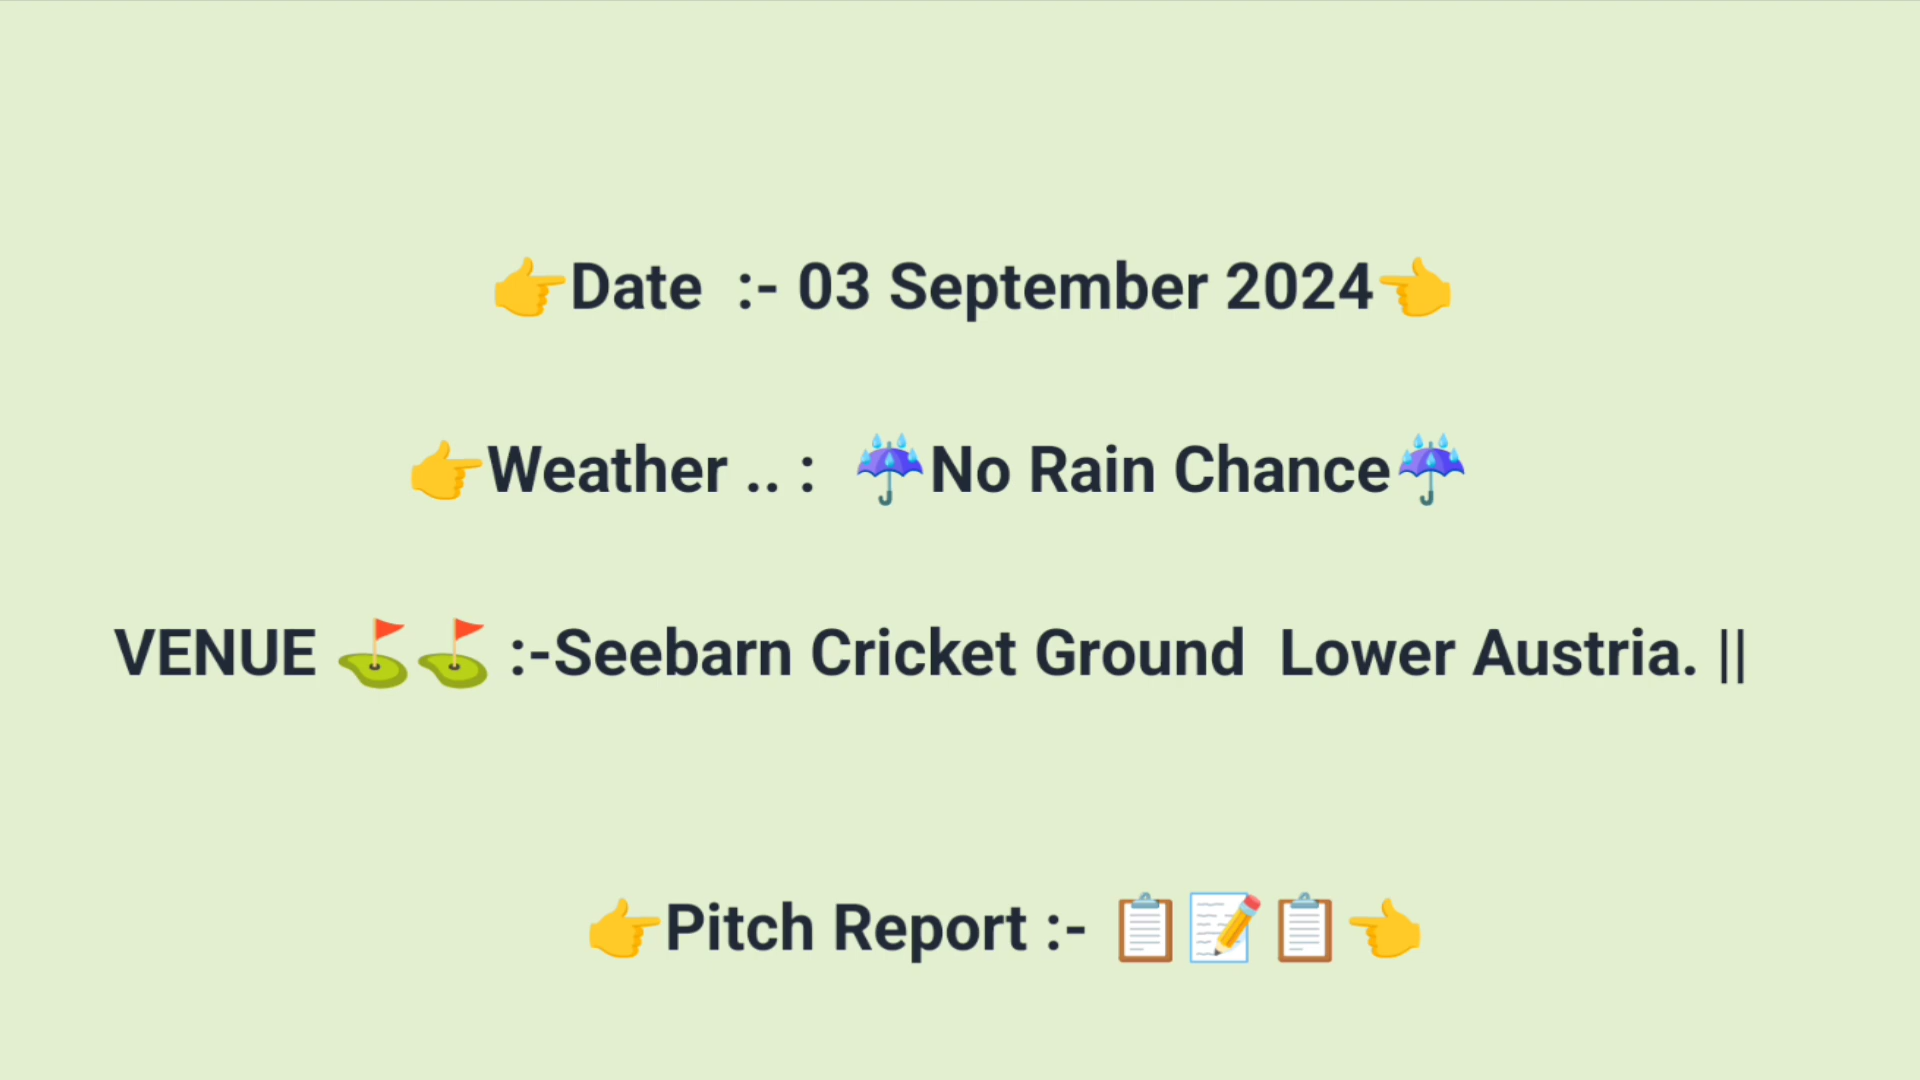 👉Date  :- 03 September 2024👈
👉Weather .. :  ☔No Rain Chance☔
VENUE ⛳⛳ :-Seebarn Cricket Ground  Lower Austria. ||
👉Pitch Report :- 📋📝📋👈